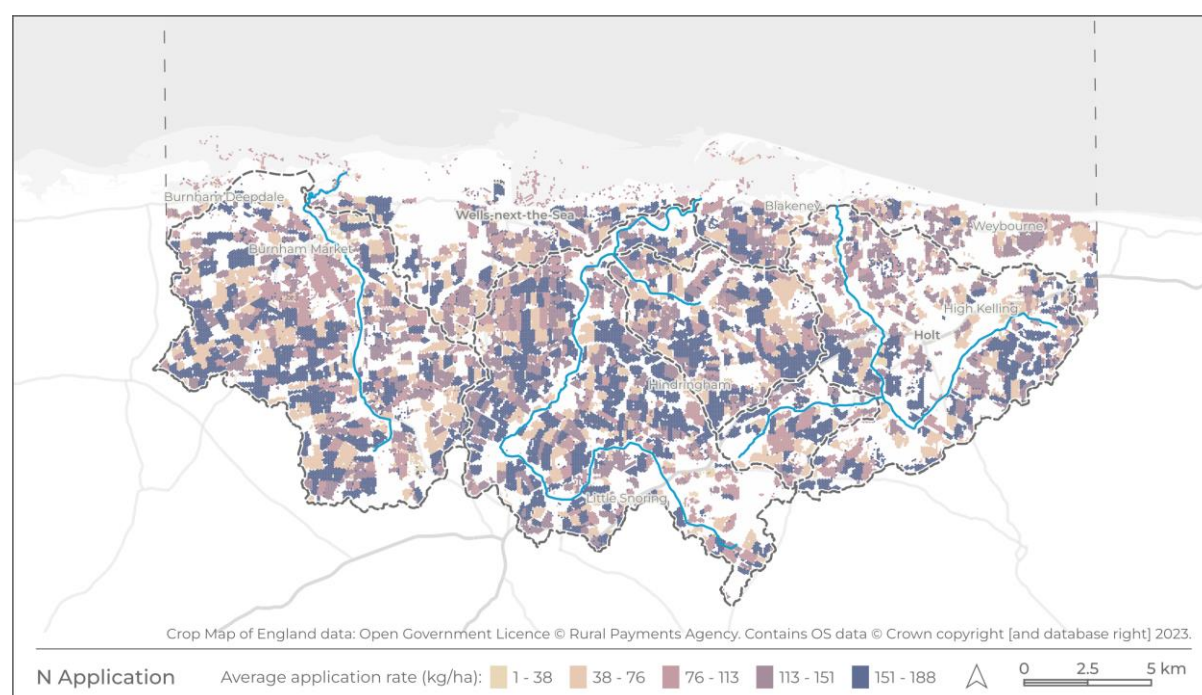 Burnham Deepdale
Wells-next-the-Sea
Blakeney
Weybourne
Burnham Market
High Kelling
Holt
Hindringham
Little Snoring
Crop Map of England data: Open Government Licence © Rural Payments Agency. Contains OS data © Crown copyright [and database right] 2023.
N Application
Average application rate (kg/ha): 1 - 38 38 - 76 76 - 113 113 - 151 151 - 188
0 2.5 5 km